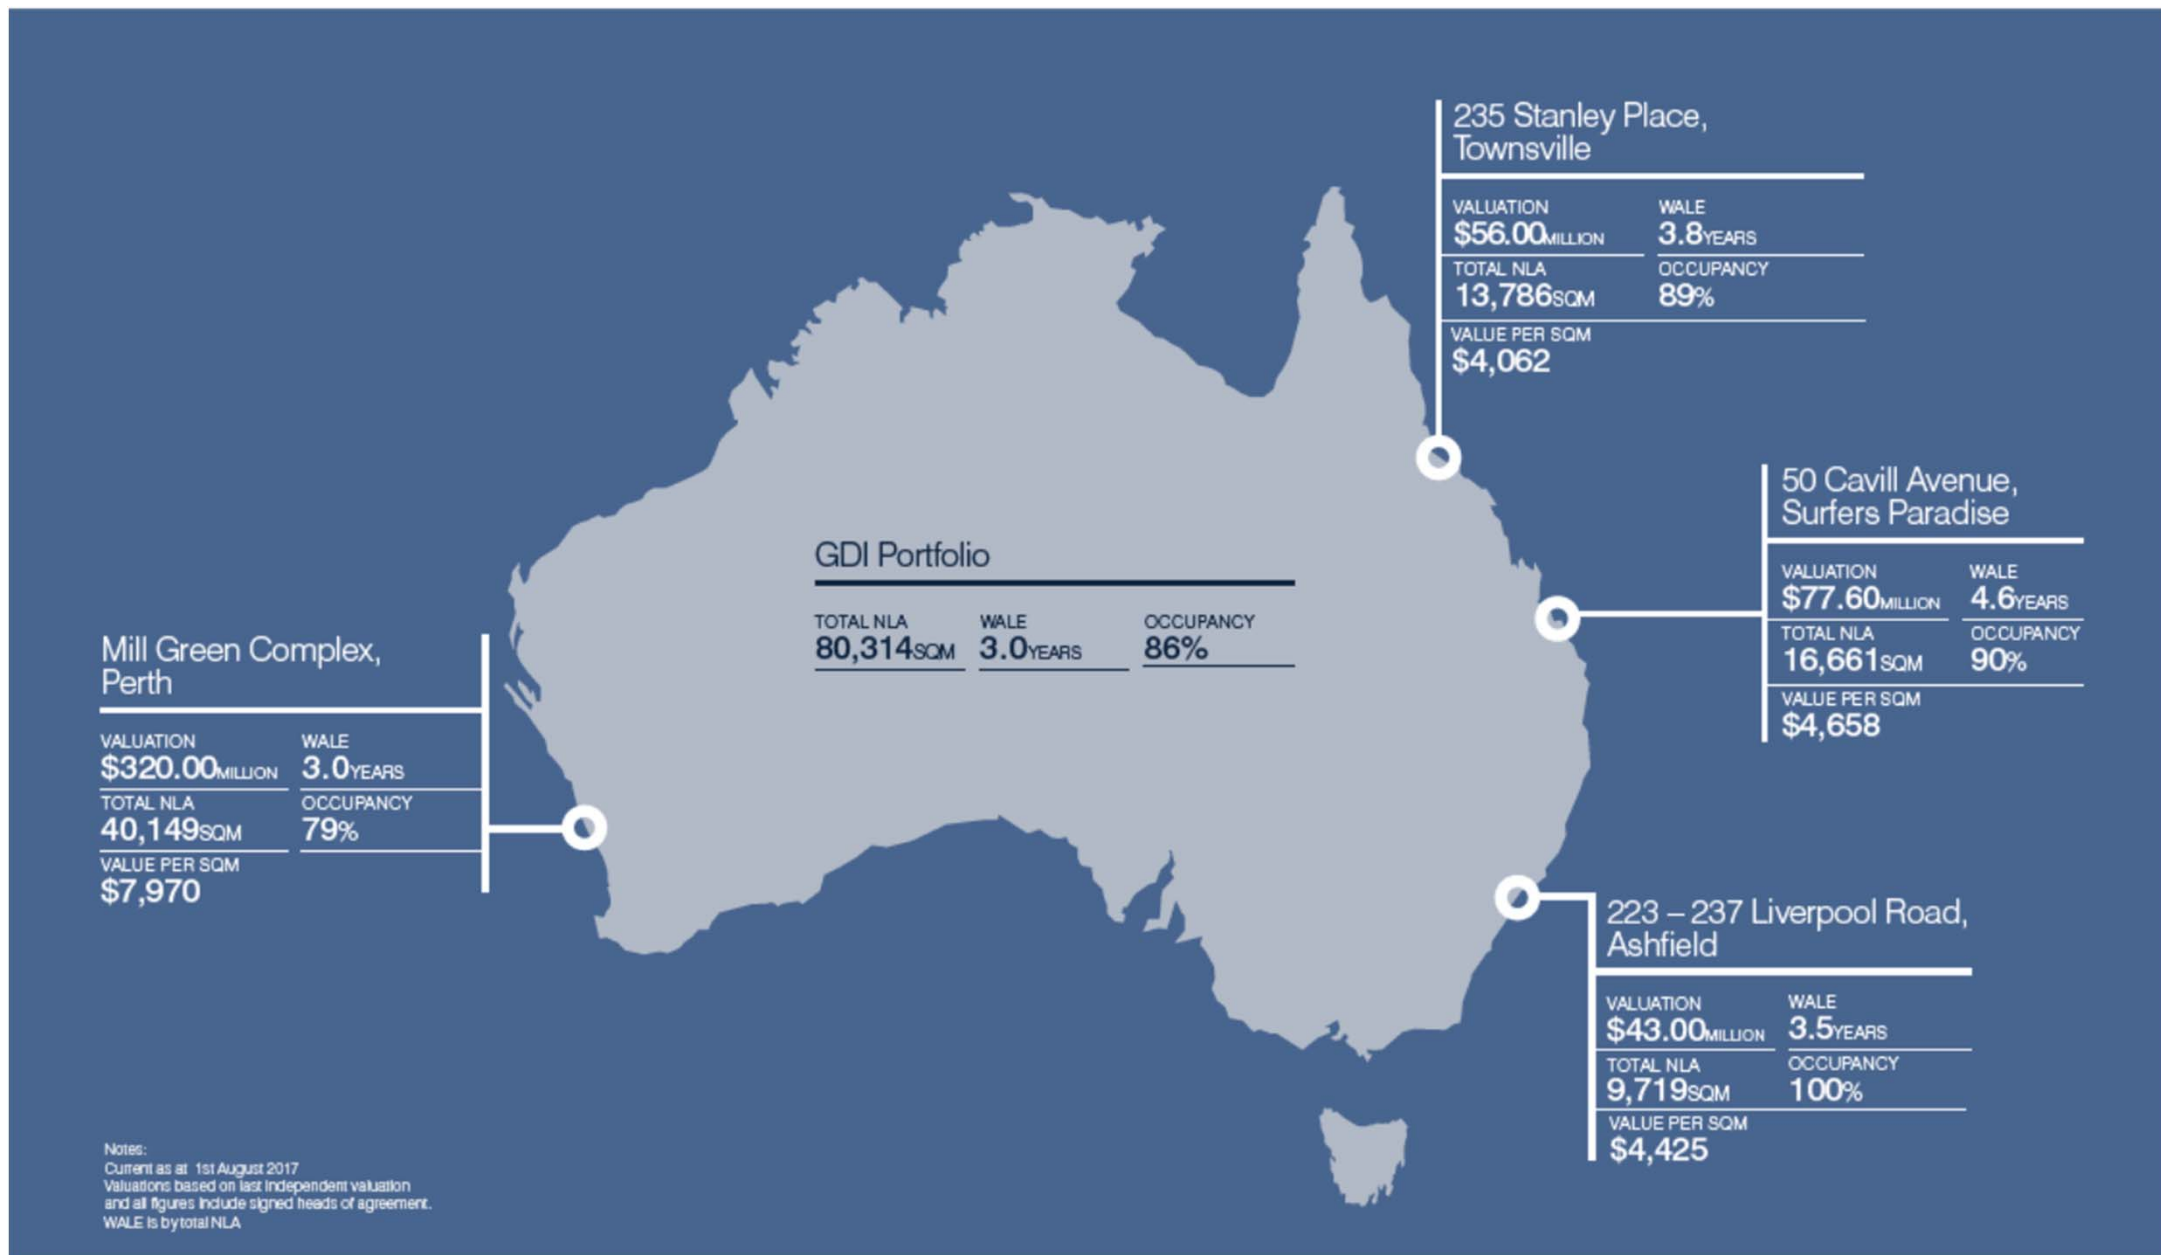 235 Stanley Place,
Townsville
VALUATION WALE
$56.00MILLION 3.8YEARS
TOTAL NLA OCCUPANCY
13,786SQM 89%
VALUE PER SQM
$4,062
50 Cavill Avenue,
Surfers Paradise
VALUATION WALE
$77.60MILLION 4.6YEARS
TOTAL NLA OCCUPANCY
16,661SQM 90%
VALUE PER SQM
$4,658
GDI Portfolio
TOTAL NLA WALE OCCUPANCY
80,314SQM 3.0YEARS 86%
Mill Green Complex,
Perth
VALUATION WALE
$320.00MILLION 3.0YEARS
TOTAL NLA OCCUPANCY
40,149SQM 79%
VALUE PER SQM
$7,970
223 – 237 Liverpool Road,
Ashfield
VALUATION WALE
$43.00MILLION 3.5YEARS
TOTAL NLA OCCUPANCY
9,719SQM 100%
VALUE PER SQM
$4,425
Notes:
Current as at 1st August 2017
Valuations based on last independent valuation
and all figures include signed heads of agreement.
WALE is by total NLA